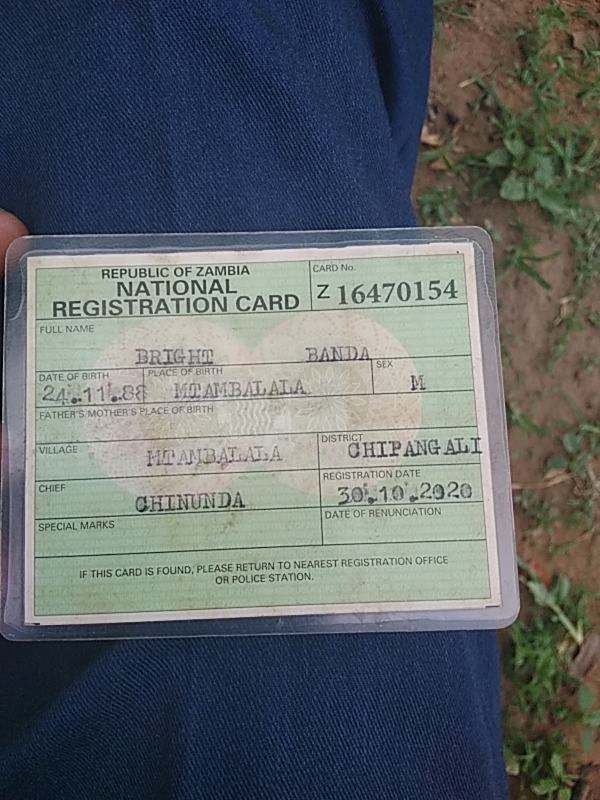 REPUBLIC OF ZAMBIA
NATIONAL
REGISTRATION CARD
CARD No.
Z 16470154
FULL NAME
BRIGHT BANDA
DATE OF BIRTH
24.11.88
PLACE OF BIRTH
MTAMBALALA
SEX
M
FATHER'S MOTHER'S PLACE OF BIRTH
VILLAGE
MTAMBALALA
DISTRICT
CHIPANGALI
CHIEF
CHINUNDA
REGISTRATION DATE
30.10.2020
SPECIAL MARKS
DATE OF RENUNCIATION
IF THIS CARD IS FOUND, PLEASE RETURN TO NEAREST REGISTRATION OFFICE
OR POLICE STATION.